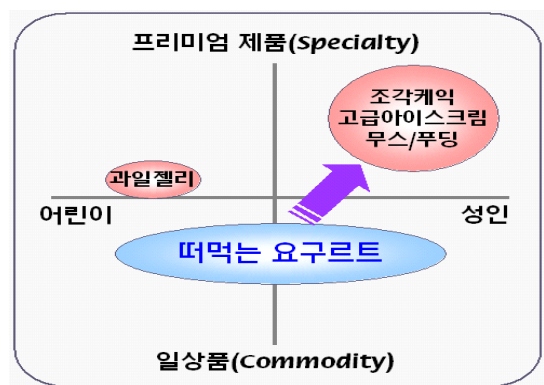 프리미엄 제품(Specialty)
조각케익
고급아이스크림
무스/푸딩
과일젤리
어린이
성인
떠먹는 요구르트
일상품(Commodity)